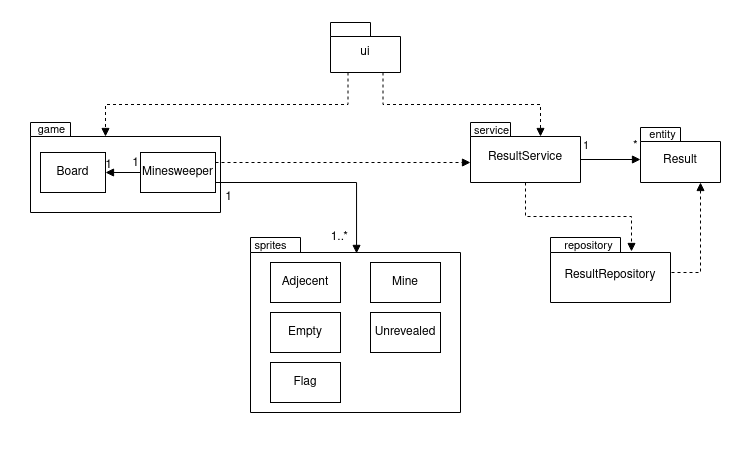 ui
game
service
entity
Board
1
1
Minesweeper
ResultService
1
*
Result
1
1..*
sprites
repository
Adjecent
Mine
ResultRepository
Empty
Unrevealed
Flag